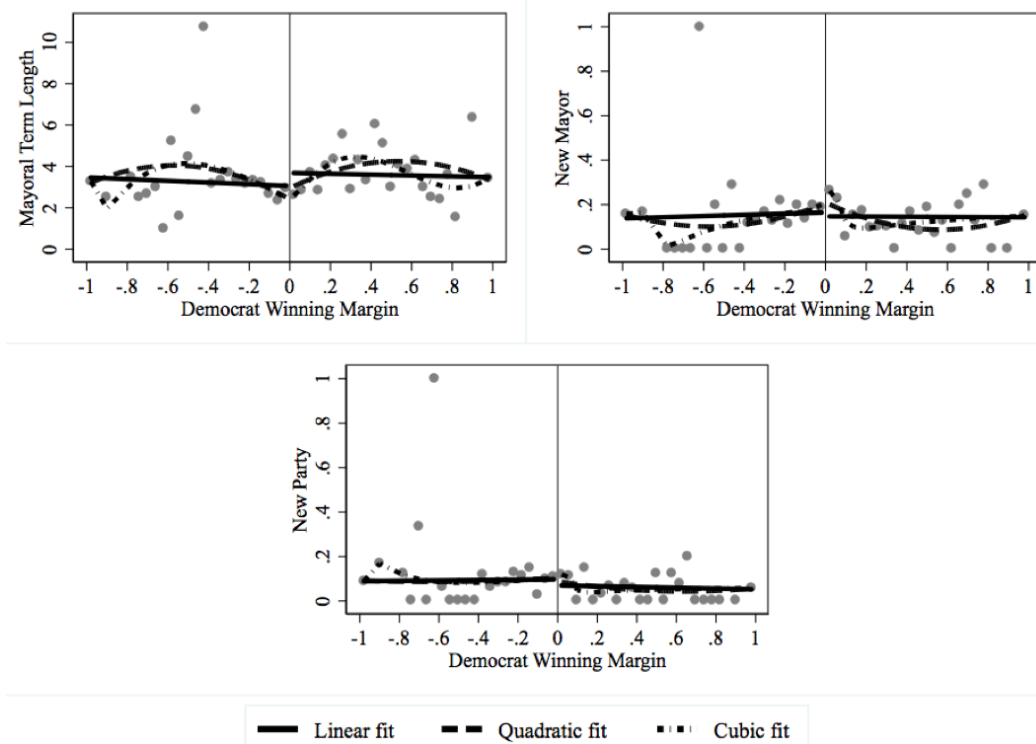 Mayoral Term Length
10
8
6
4
2
0
-1 -.8 -.6 -.4 -.2 0 .2 .4 .6 .8 1
Democrat Winning Margin
New Mayor
1
.8
.6
.4
.2
0
-1 -.8 -.6 -.4 -.2 0 .2 .4 .6 .8 1
Democrat Winning Margin
New Party
1
.8
.6
.4
.2
0
-1 -.8 -.6 -.4 -.2 0 .2 .4 .6 .8 1
Democrat Winning Margin
Linear fit Quadratic fit Cubic fit